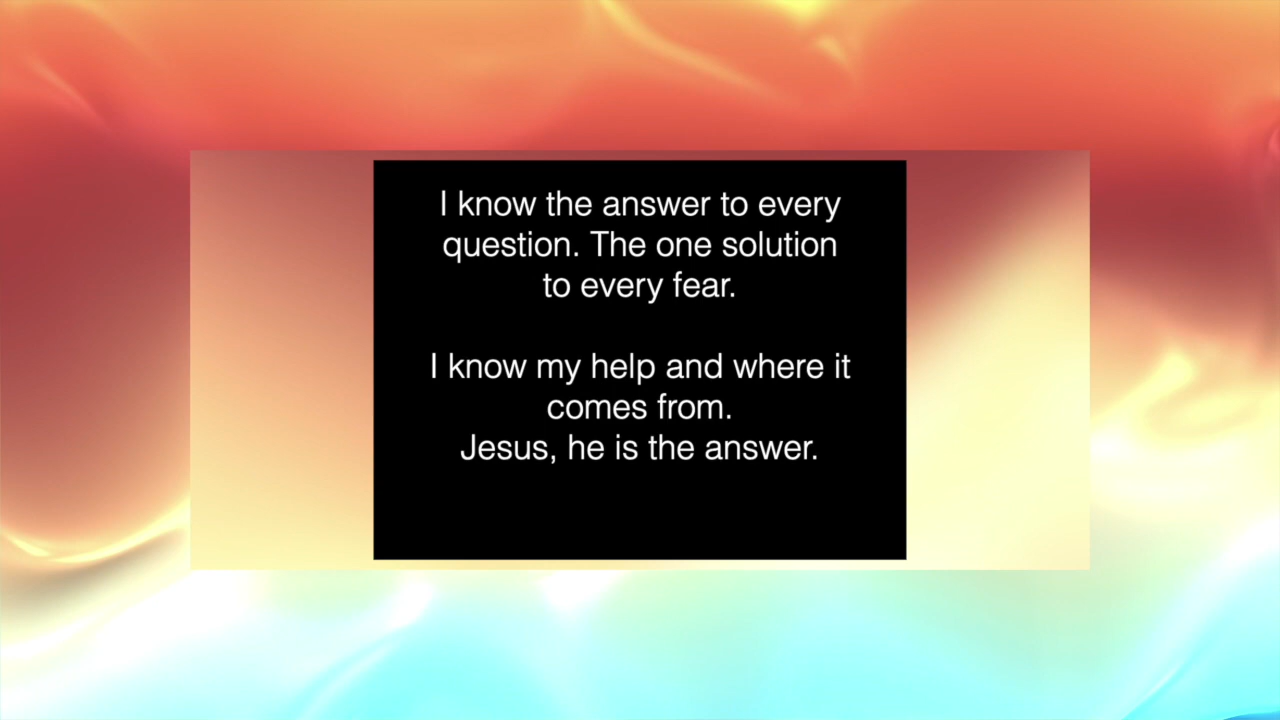 I know the answer to every
question. The one solution
to every fear.
I know my help and where it
comes from.
Jesus, he is the answer.